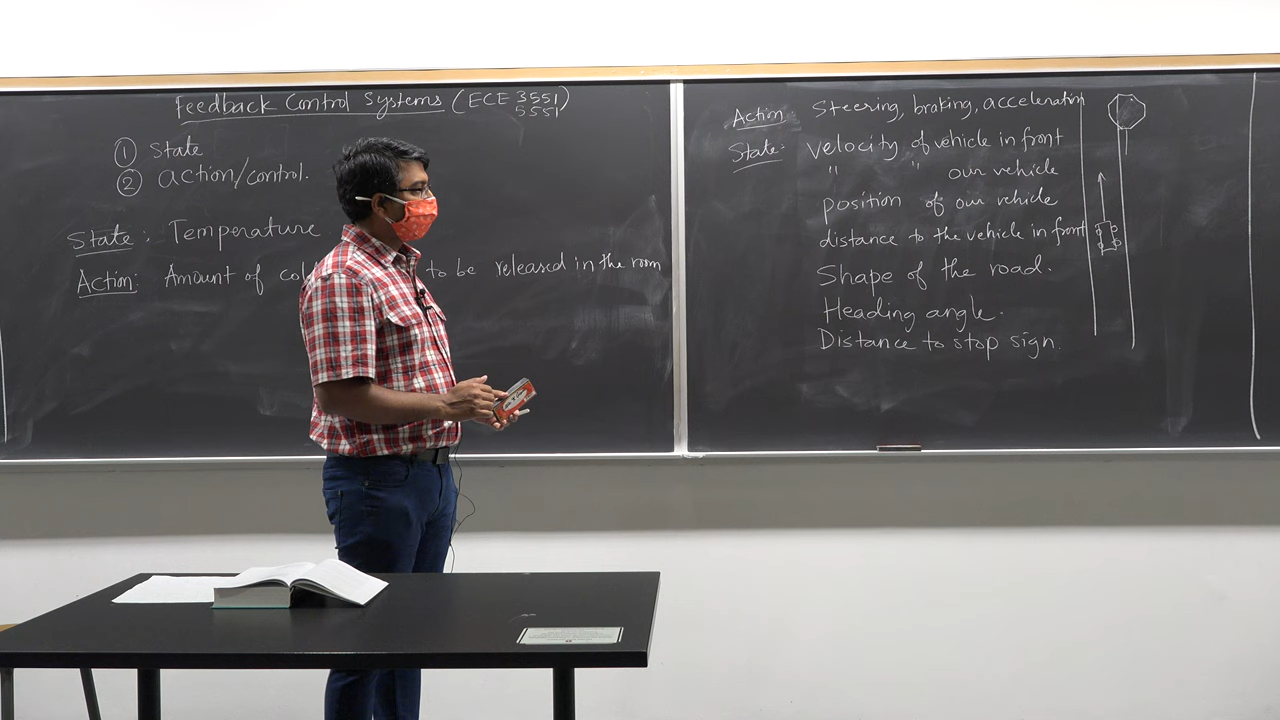 Feedback Control Systems (ECE 3551)
5551
① State
② action/control.
State: Temperature
Action: Amount of to be released in the room
Action: Steering, braking, acceleration
State: Velocity of vehicle in front
" " our vehicle
position of our vehicle
distance to the vehicle in front
Shape of the road.
Heading angle.
Distance to stop sign.